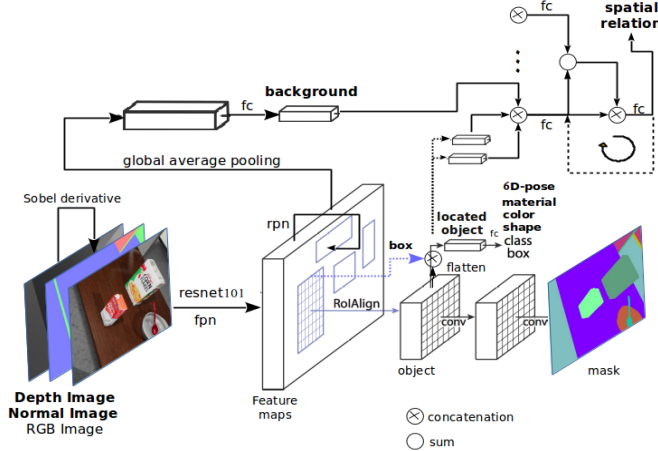 fc
spatial
relation
background
fc
fc
fc
global average pooling
Sobel derivative
rpn
box
located
object
fc
6D-pose
material
color
shape
class
box
flatten
resnet101
fpn
RoIAlign
conv
conv
Feature
maps
object
mask
Depth Image
Normal Image
RGB Image
concatenation
sum